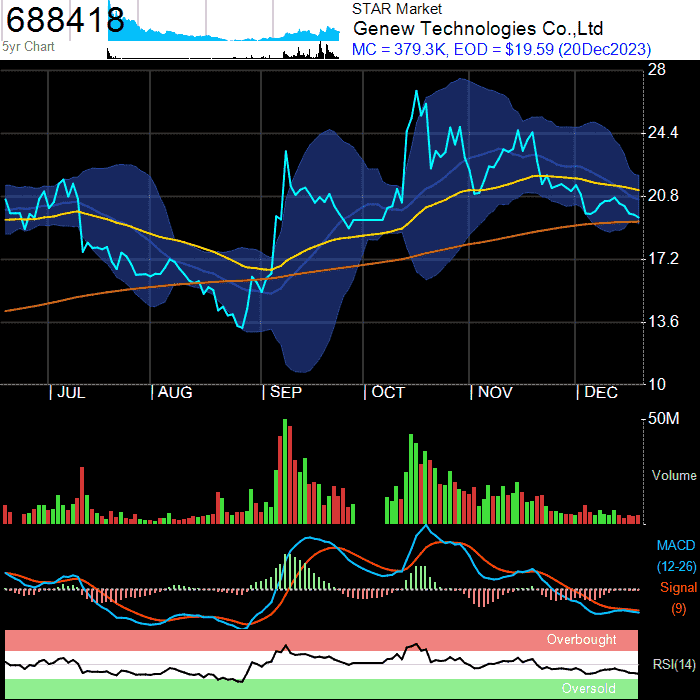 688418
5yr Chart
STAR Market
Genew Technologies Co.,Ltd
MC = 379.3K, EOD = $19.59 (20Dec2023)
28
24.4
20.8
17.2
13.6
10
| JUL | AUG | SEP | OCT | NOV | DEC
50M
Volume
MACD
(12-26)
Signal
(9)
Overbought
RSI(14)
Oversold